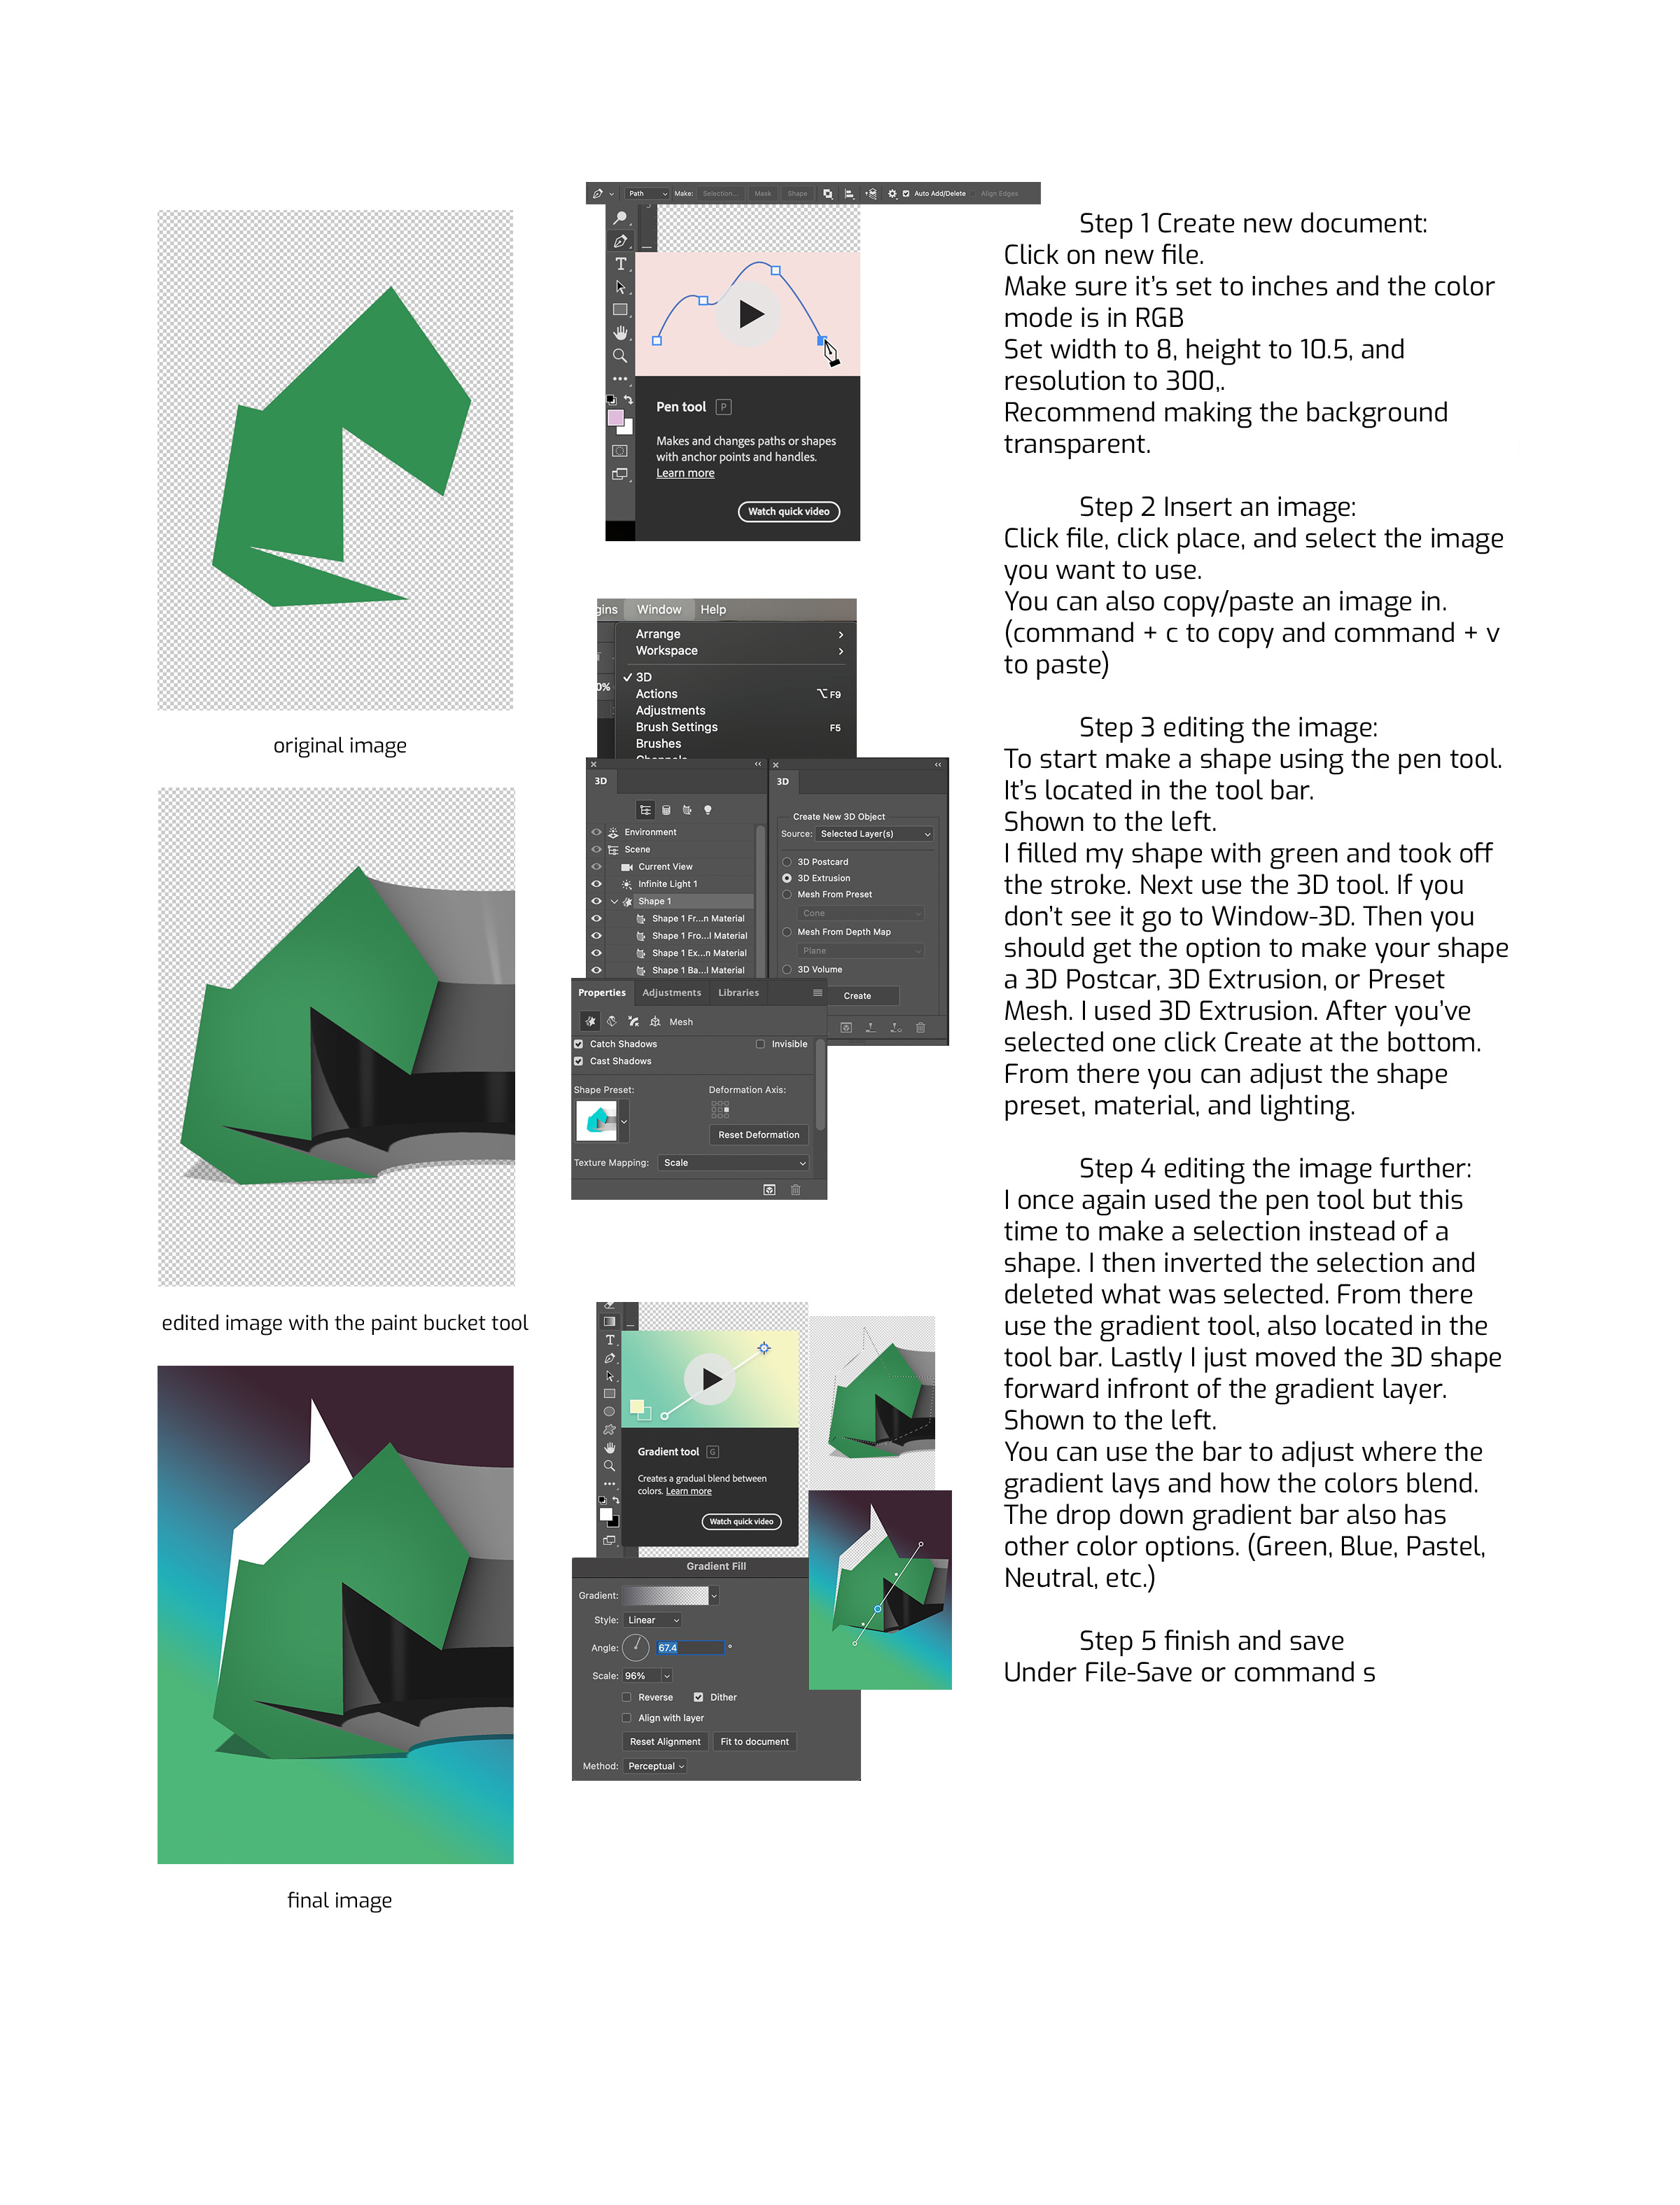 original image
edited image with the paint bucket tool
final image
Path
Make:
Selection...
Mask
Shape
Auto Add/Delete
Align Edges
T
Pen tool P
Makes and changes paths or shapes
with anchor points and handles.
Learn more
Watch quick video
gins Window Help
0%
Arrange
Workspace
3D
Actions ⌥F9
Adjustments
Brush Settings F5
Brushes
3D
Environment
Scene
Current View
Infinite Light 1
Shape 1
Shape 1 Fr...n Material
Shape 1 Fro...l Material
Shape 1 Ex...n Material
Shape 1 Ba...l Material
3D
Create New 3D Object
Source: Selected Layer(s)
3D Postcard
3D Extrusion
Mesh From Preset
Cone
Mesh From Depth Map
Plane
3D Volume
Create
Properties Adjustments Libraries
Mesh
Catch Shadows Invisible
Cast Shadows
Shape Preset: Deformation Axis:
Reset Deformation
Texture Mapping: Scale
T
Gradient tool G
Creates a gradual blend between
colors. Learn more
Watch quick video
Gradient Fill
Gradient:
Style: Linear
Angle: 67.4 °
Scale: 96%
Reverse Dither
Align with layer
Reset Alignment Fit to document
Method: Perceptual
Step 1 Create new document:
Click on new file.
Make sure it's set to inches and the color
mode is in RGB
Set width to 8, height to 10.5, and
resolution to 300,.
Recommend making the background
transparent.
Step 2 Insert an image:
Click file, click place, and select the image
you want to use.
You can also copy/paste an image in.
(command + c to copy and command + v
to paste)
Step 3 editing the image:
To start make a shape using the pen tool.
It's located in the tool bar.
Shown to the left.
I filled my shape with green and took off
the stroke. Next use the 3D tool. If you
don't see it go to Window-3D. Then you
should get the option to make your shape
a 3D Postcar, 3D Extrusion, or Preset
Mesh. I used 3D Extrusion. After you've
selected one click Create at the bottom.
From there you can adjust the shape
preset, material, and lighting.
Step 4 editing the image further:
I once again used the pen tool but this
time to make a selection instead of a
shape. I then inverted the selection and
deleted what was selected. From there
use the gradient tool, also located in the
tool bar. Lastly I just moved the 3D shape
forward infront of the gradient layer.
Shown to the left.
You can use the bar to adjust where the
gradient lays and how the colors blend.
The drop down gradient bar also has
other color options. (Green, Blue, Pastel,
Neutral, etc.)
Step 5 finish and save
Under File-Save or command s